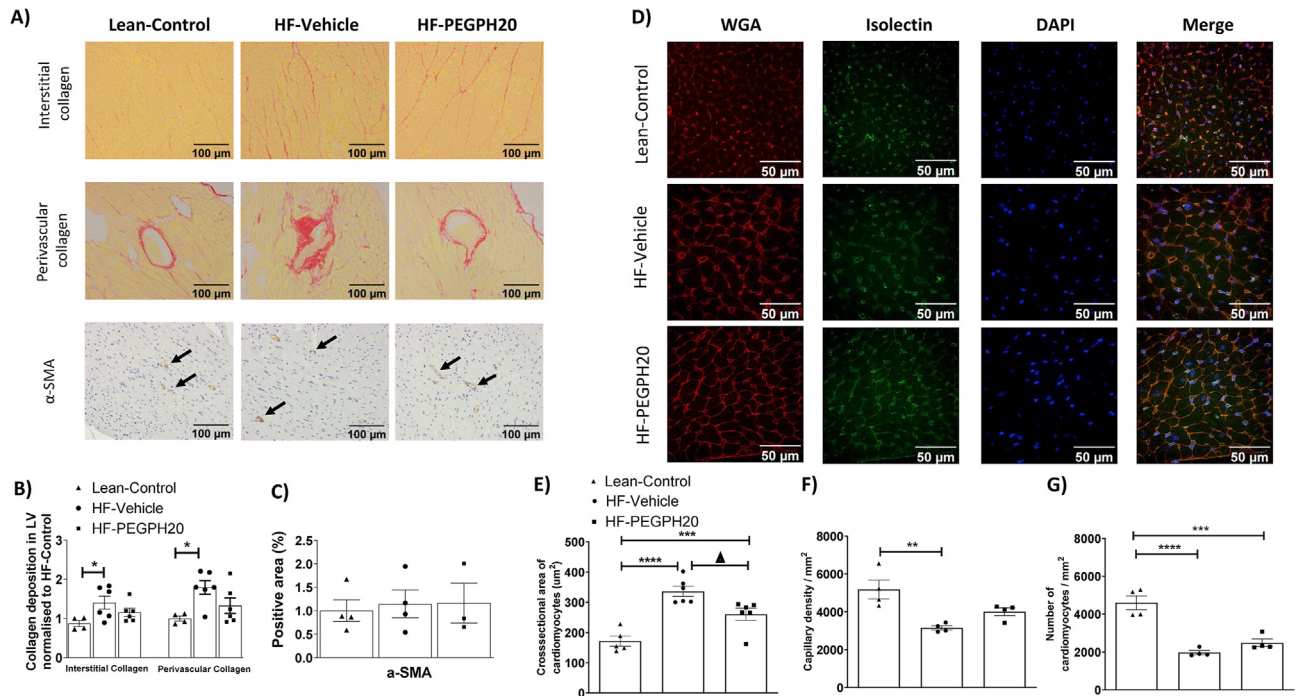 A)
Lean-Control
HF-Vehicle
HF-PEGPH20
Interstitial
collagen
100 µm
100 µm
100 µm
Perivascular
collagen
100 µm
100 µm
100 µm
α-SMA
100 µm
100 µm
100 µm
D)
WGA
Isolectin
DAPI
Merge
Lean-Control
50 µm
50 µm
50 µm
50 µm
HF-Vehicle
50 µm
50 µm
50 µm
50 µm
HF-PEGPH20
50 µm
50 µm
50 µm
50 µm
B)
Lean-Control
HF-Vehicle
HF-PEGPH20
Collagen deposition in LV
normalised to HF-Control
3
2
1
0
*
*
Interstitial Collagen
Perivascular Collagen
C)
Positive area (%)
2.0
1.5
1.0
0.5
0.0
a-SMA
E)
Lean-Control
HF-Vehicle
HF-PEGPH20
Crosssectional area of
cardiomyocytes (um²)
500
400
300
200
100
0
***
****
F)
Capillary density / mm²
8000
6000
4000
2000
0
**
G)
Number of
cardiomyocytes / mm²
8000
6000
4000
2000
0
***
****